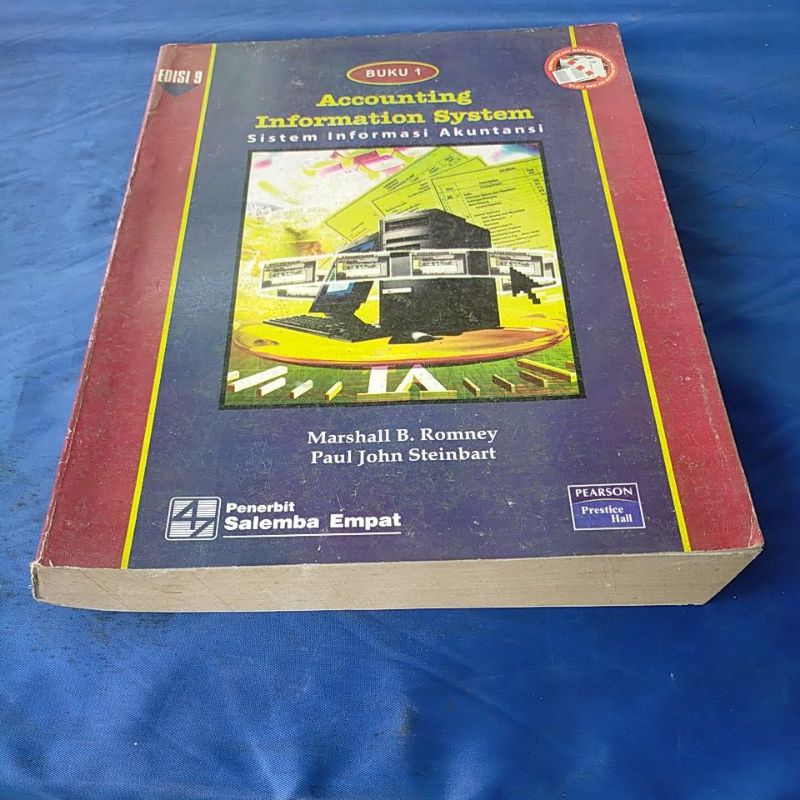 EDISI 9
BUKU 1
Accounting
Information System
Sistem Informasi Akuntansi
Marshall B. Romney
Paul John Steinbart
Penerbit
Salemba Empat
PEARSON
Prestice
Hall